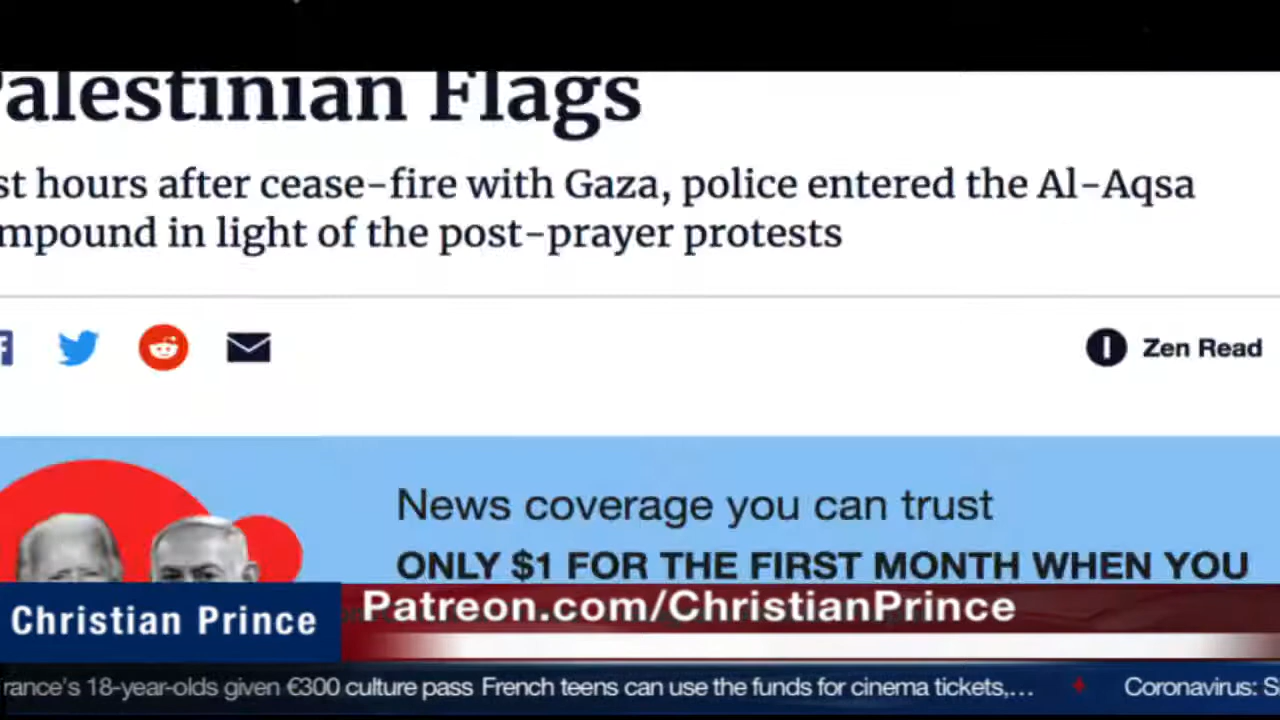 Palestinian Flags
st hours after cease-fire with Gaza, police entered the Al-Aqsa
mpound in light of the post-prayer protests
Zen Read
News coverage you can trust
ONLY $1 FOR THE FIRST MONTH WHEN YOU
Christian Prince
Patreon.com/ChristianPrince
rance's 18-year-olds given €300 culture pass French teens can use the funds for cinema tickets,... Coronavirus: S